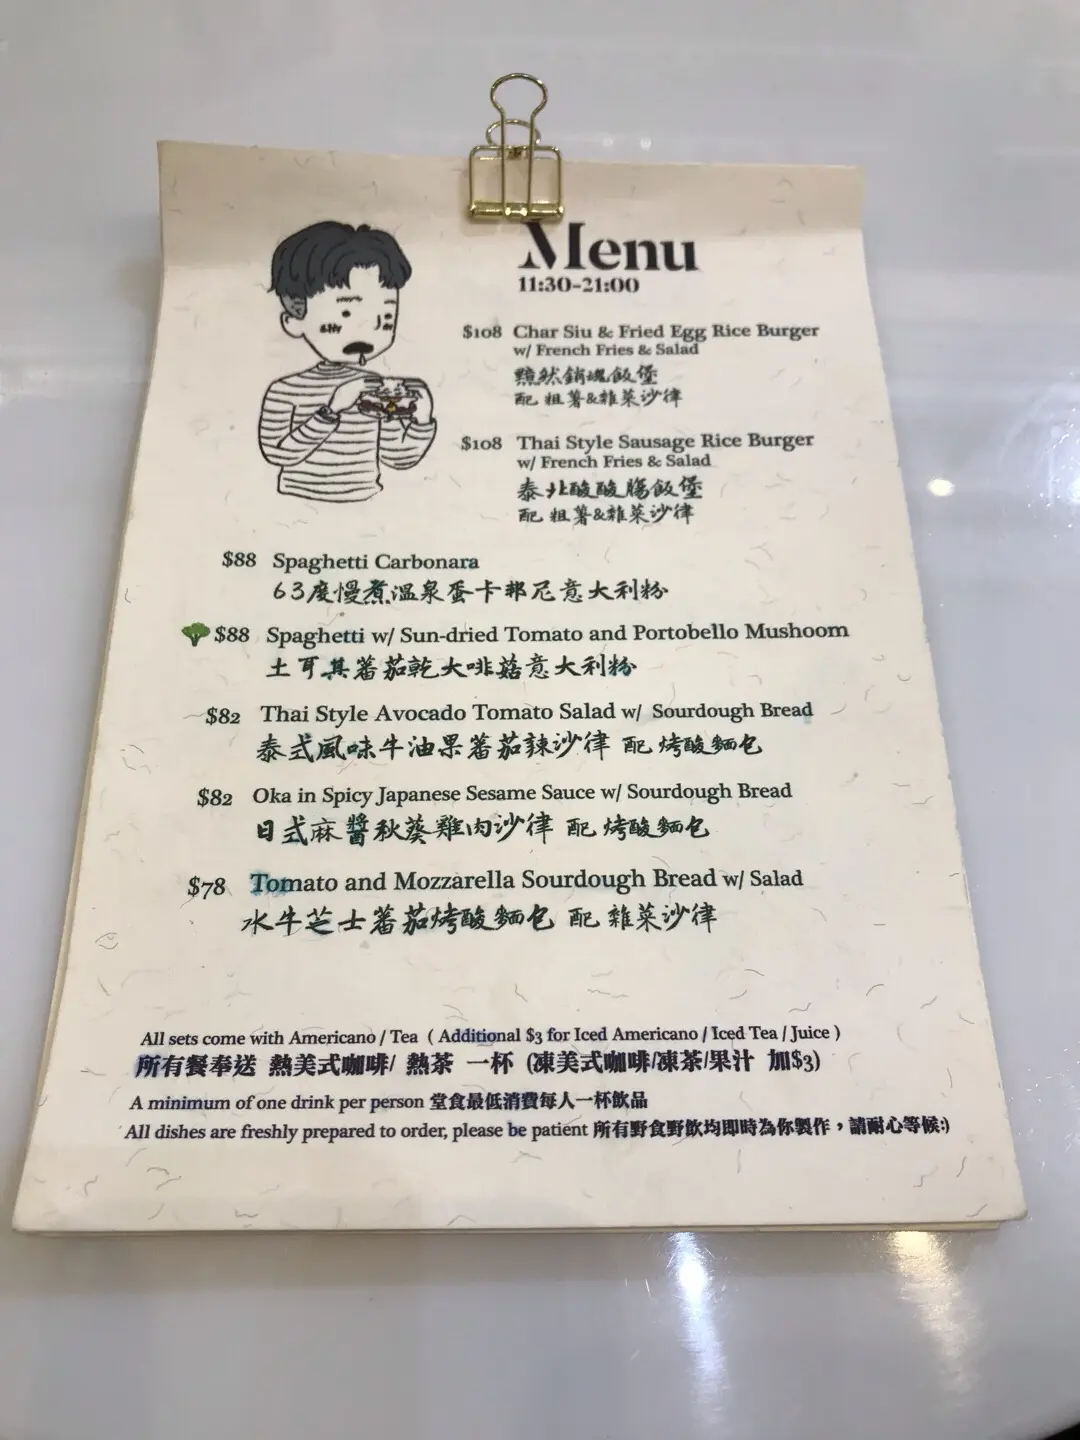 Menu
11:30-21:00
$108 Char Siu & Fried Egg Rice Burger
w/ French Fries & Salad
黯然銷魂飯堡
配 粗薯&雜菜沙律
$108 Thai Style Sausage Rice Burger
w/ French Fries & Salad
泰北酸酸腸飯堡
配 粗薯&雜菜沙律
$88 Spaghetti Carbonara
63度慢煮溫泉蛋卡邦尼意大利粉
$88 Spaghetti w/ Sun-dried Tomato and Portobello Mushoom
土耳其蕃茄乾大啡菇意大利粉
$82 Thai Style Avocado Tomato Salad w/ Sourdough Bread
泰式風味牛油果蕃茄辣沙律 配 烤酸麵包
$82 Oka in Spicy Japanese Sesame Sauce w/ Sourdough Bread
日式麻醬秋葵雞肉沙律 配 烤酸麵包
$78 Tomato and Mozzarella Sourdough Bread w/ Salad
水牛芝士蕃茄烤酸麵包 配 雜菜沙律
All sets come with Americano / Tea ( Additional $3 for Iced Americano / Iced Tea / Juice )
所有餐奉送 熱美式咖啡/ 熱茶 一杯 (凍美式咖啡/凍茶/果汁 加$3)
A minimum of one drink per person 堂食最低消費每人一杯飲品
All dishes are freshly prepared to order, please be patient 所有野食野飲均即時為你製作，請耐心等候:)